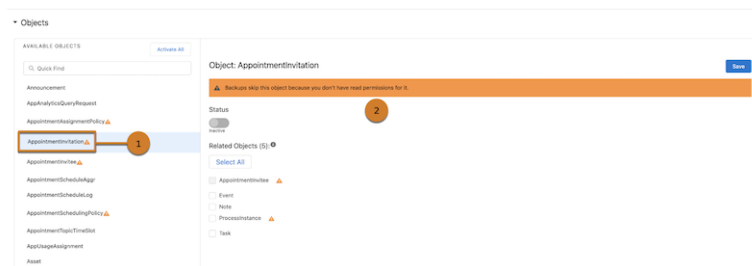 Objects
AVAILABLE OBJECTS
Activate All
Quick Find
Announcement
AppAnalyticsQueryRequest
AppointmentAssignmentPolicy
AppointmentInvitation
1
AppointmentInvitee
AppointmentScheduleAggr
AppointmentScheduleLog
AppointmentSchedulingPolicy
AppointmentTopicTimeSlot
AppUsageAssignment
Asset
Object: AppointmentInvitation
Save
Backups skip this object because you don't have read permissions for it.
Status
2
Inactive
Related Objects (5):
Select All
AppointmentInvitee
Event
Note
ProcessInstance
Task